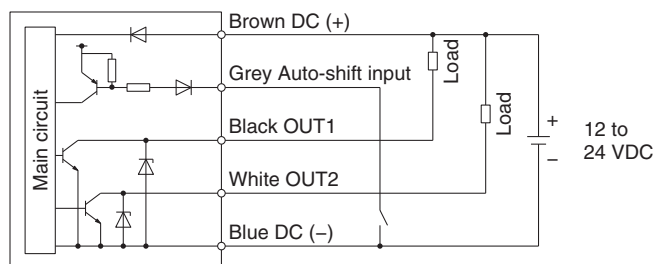 Main circuit
Brown DC (+)
Grey Auto-shift input
Black OUT1
White OUT2
Blue DC (−)
Load
Load
+
−
12 to
24 VDC